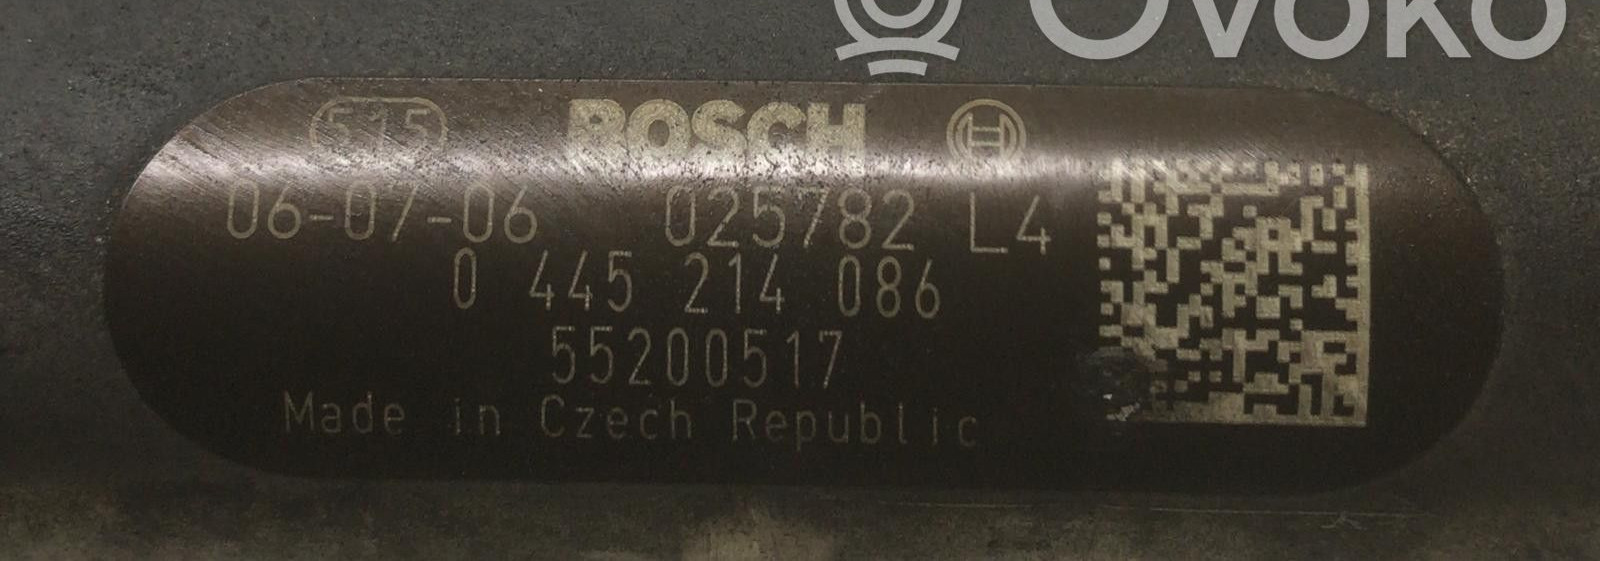 OVOKO
515 BOSCH
06-07-06 025782 L4
0 445 214 086
55200517
Made in Czech Republic